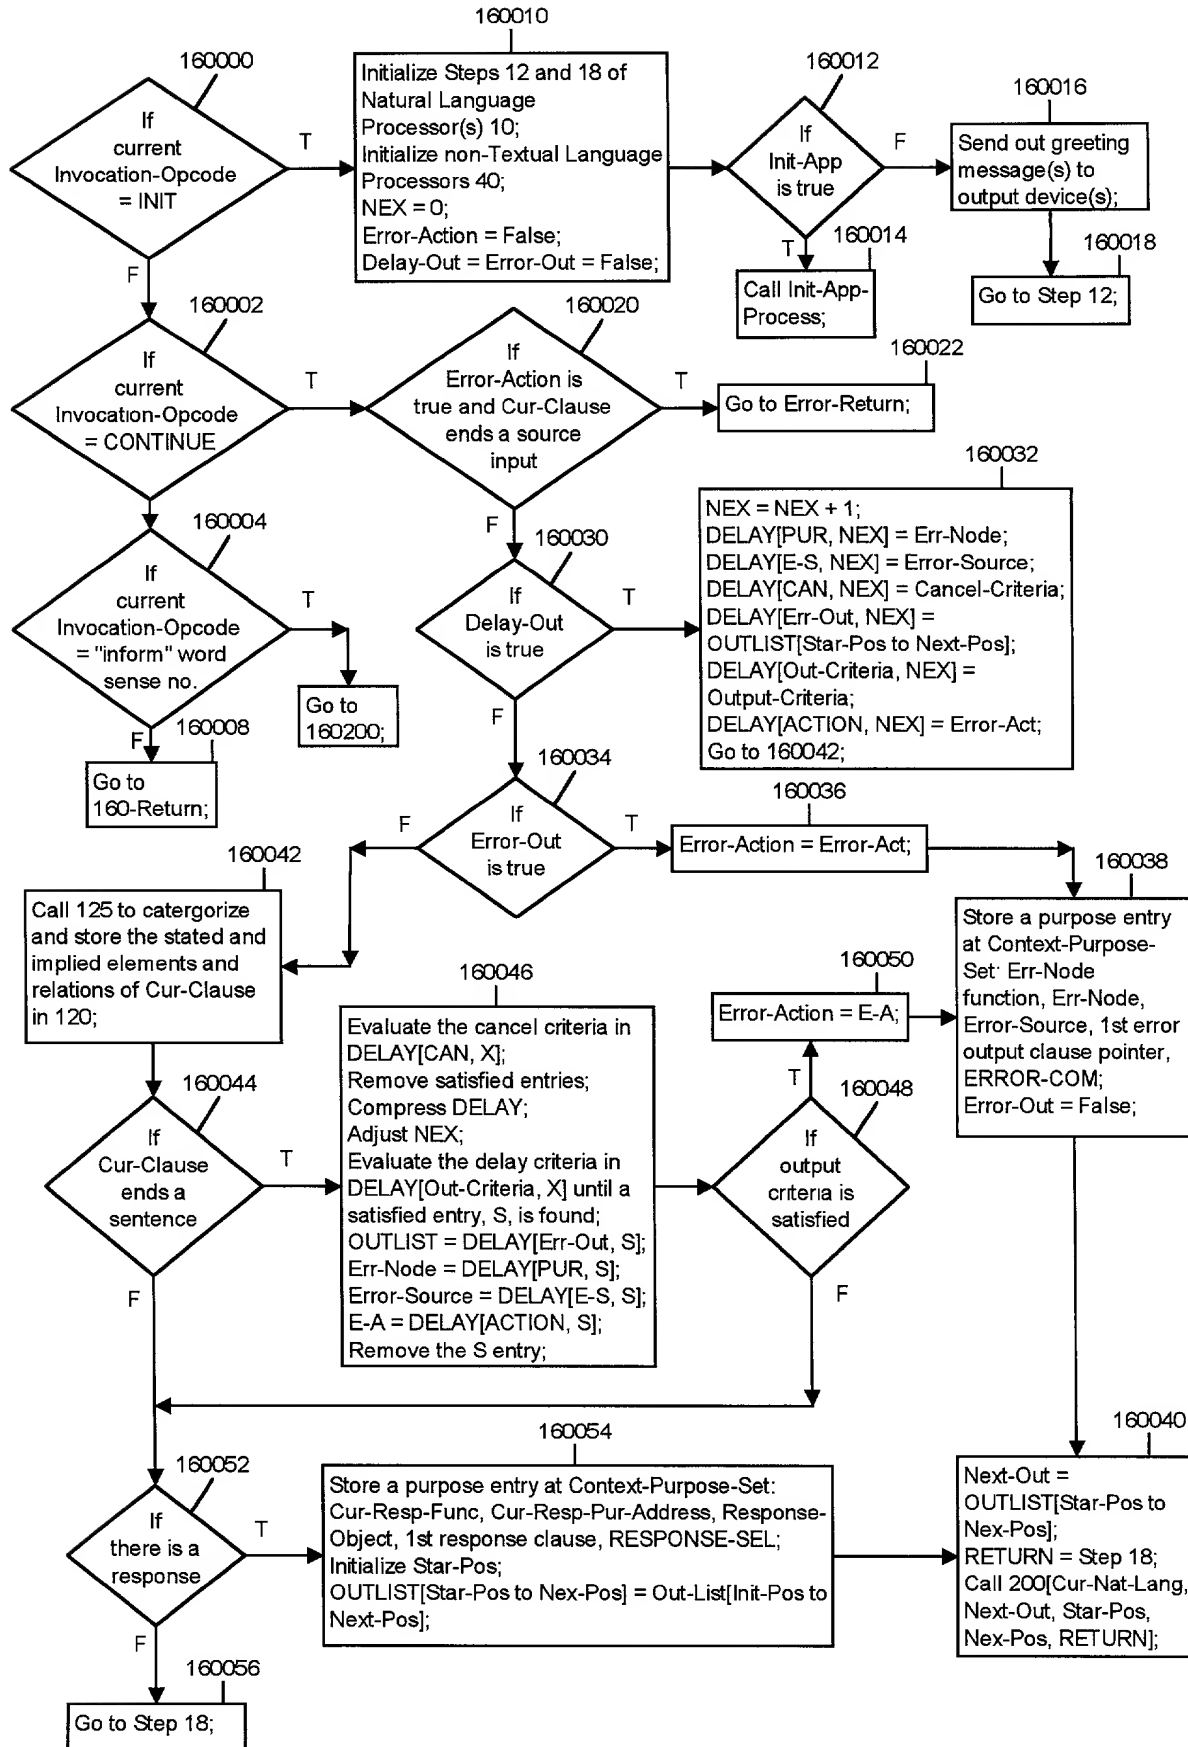 160000
If
current
Invocation-Opcode
= INIT
T
F
160010
Initialize Steps 12 and 18 of
Natural Language
Processor(s) 10;
Initialize non-Textual Language
Processors 40;
NEX = 0;
Error-Action = False;
Delay-Out = Error-Out = False;
160012
If
Init-App
is true
F
T
160016
Send out greeting
message(s) to
output device(s);
160014
Call Init-App-
Process;
160018
Go to Step 12;
160002
If
current
Invocation-Opcode
= CONTINUE
T
160020
If
Error-Action is
true and Cur-Clause
ends a source
input
T
F
160022
Go to Error-Return;
160004
If
current
Invocation-Opcode
= "inform" word
sense no.
T
F
160008
Go to
160-Return;
Go to
160200;
160030
If
Delay-Out
is true
T
F
160032
NEX = NEX + 1;
DELAY[PUR, NEX] = Err-Node;
DELAY[E-S, NEX] = Error-Source;
DELAY[CAN, NEX] = Cancel-Criteria;
DELAY[Err-Out, NEX] =
OUTLIST[Star-Pos to Next-Pos];
DELAY[Out-Criteria, NEX] =
Output-Criteria;
DELAY[ACTION, NEX] = Error-Act;
Go to 160042;
160034
If
Error-Out
is true
F
T
160036
Error-Action = Error-Act;
160038
Store a purpose entry
at Context-Purpose-
Set: Err-Node
function, Err-Node,
Error-Source, 1st error
output clause pointer,
ERROR-COM;
Error-Out = False;
160042
Call 125 to catergorize
and store the stated and
implied elements and
relations of Cur-Clause
in 120;
160044
If
Cur-Clause
ends a
sentence
T
F
160046
Evaluate the cancel criteria in
DELAY[CAN, X];
Remove satisfied entries;
Compress DELAY;
Adjust NEX;
Evaluate the delay criteria in
DELAY[Out-Criteria, X] until a
satisfied entry, S, is found;
OUTLIST = DELAY[Err-Out, S];
Err-Node = DELAY[PUR, S];
Error-Source = DELAY[E-S, S];
E-A = DELAY[ACTION, S];
Remove the S entry;
160050
Error-Action = E-A;
T
160048
If
output
criteria is
satisfied
F
160052
If
there is a
response
T
F
160054
Store a purpose entry at Context-Purpose-Set:
Cur-Resp-Func, Cur-Resp-Pur-Address, Response-
Object, 1st response clause, RESPONSE-SEL;
Initialize Star-Pos;
OUTLIST[Star-Pos to Nex-Pos] = Out-List[Init-Pos to
Next-Pos];
160040
Next-Out =
OUTLIST[Star-Pos to
Nex-Pos];
RETURN = Step 18;
Call 200[Cur-Nat-Lang,
Next-Out, Star-Pos,
Nex-Pos, RETURN];
160056
Go to Step 18;